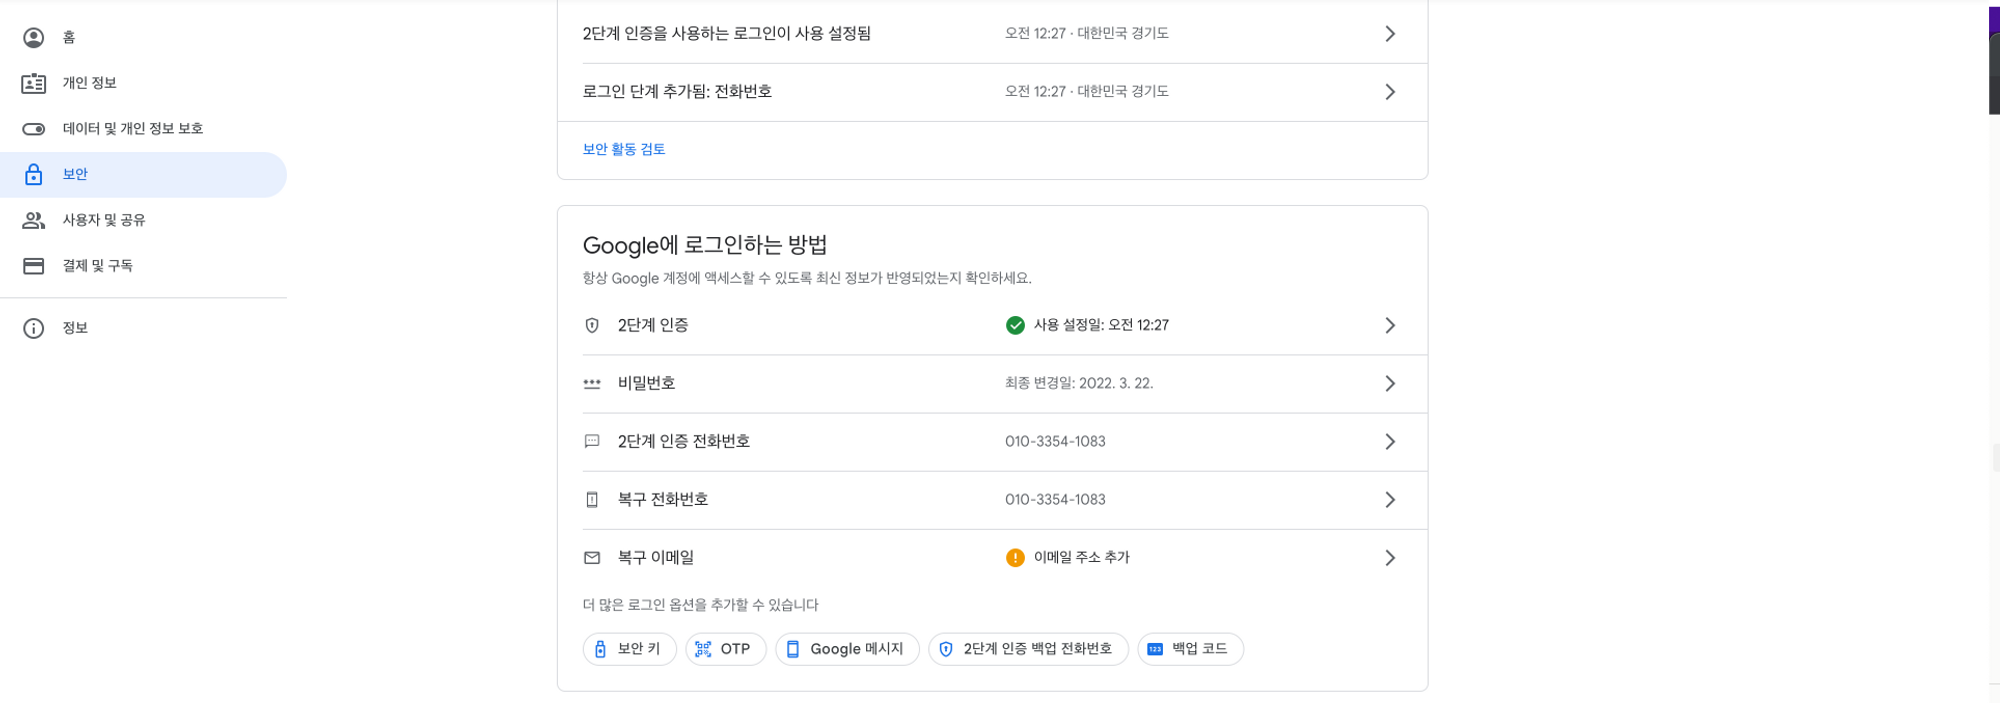 홈
개인 정보
데이터 및 개인 정보 보호
보안
사용자 및 공유
결제 및 구독
정보
2단계 인증을 사용하는 로그인이 사용 설정됨 오전 12:27 · 대한민국 경기도
로그인 단계 추가됨: 전화번호 오전 12:27 · 대한민국 경기도
보안 활동 검토
Google에 로그인하는 방법
항상 Google 계정에 액세스할 수 있도록 최신 정보가 반영되었는지 확인하세요.
2단계 인증 사용 설정일: 오전 12:27
비밀번호 최종 변경일: 2022. 3. 22.
2단계 인증 전화번호 010-3354-1083
복구 전화번호 010-3354-1083
복구 이메일 이메일 주소 추가
더 많은 로그인 옵션을 추가할 수 있습니다
보안 키 OTP Google 메시지 2단계 인증 백업 전화번호 123 백업 코드